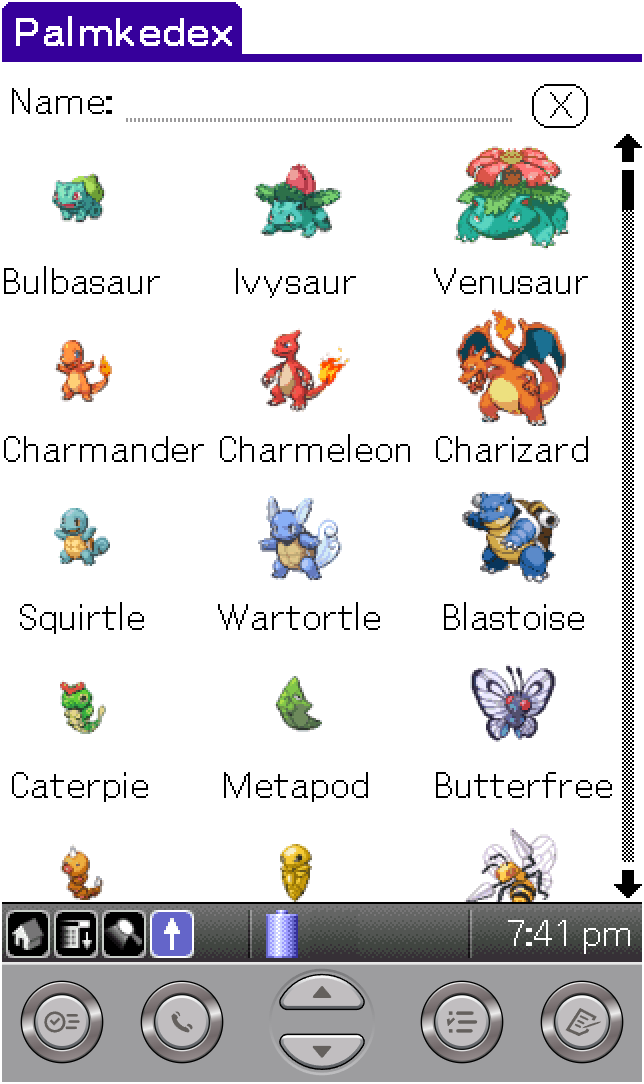 Palmkedex
Name:
X
Bulbasaur Ivysaur Venusaur
Charmander Charmeleon Charizard
Squirtle Wartortle Blastoise
Caterpie Metapod Butterfree
7:41 pm